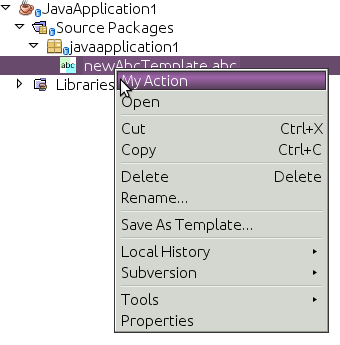 JavaApplication1
Source Packages
javaapplication1
abc newAbcTemplate.abc
Libraries
My Action
Open
Cut Ctrl+X
Copy Ctrl+C
Delete Delete
Rename...
Save As Template...
Local History
Subversion
Tools
Properties